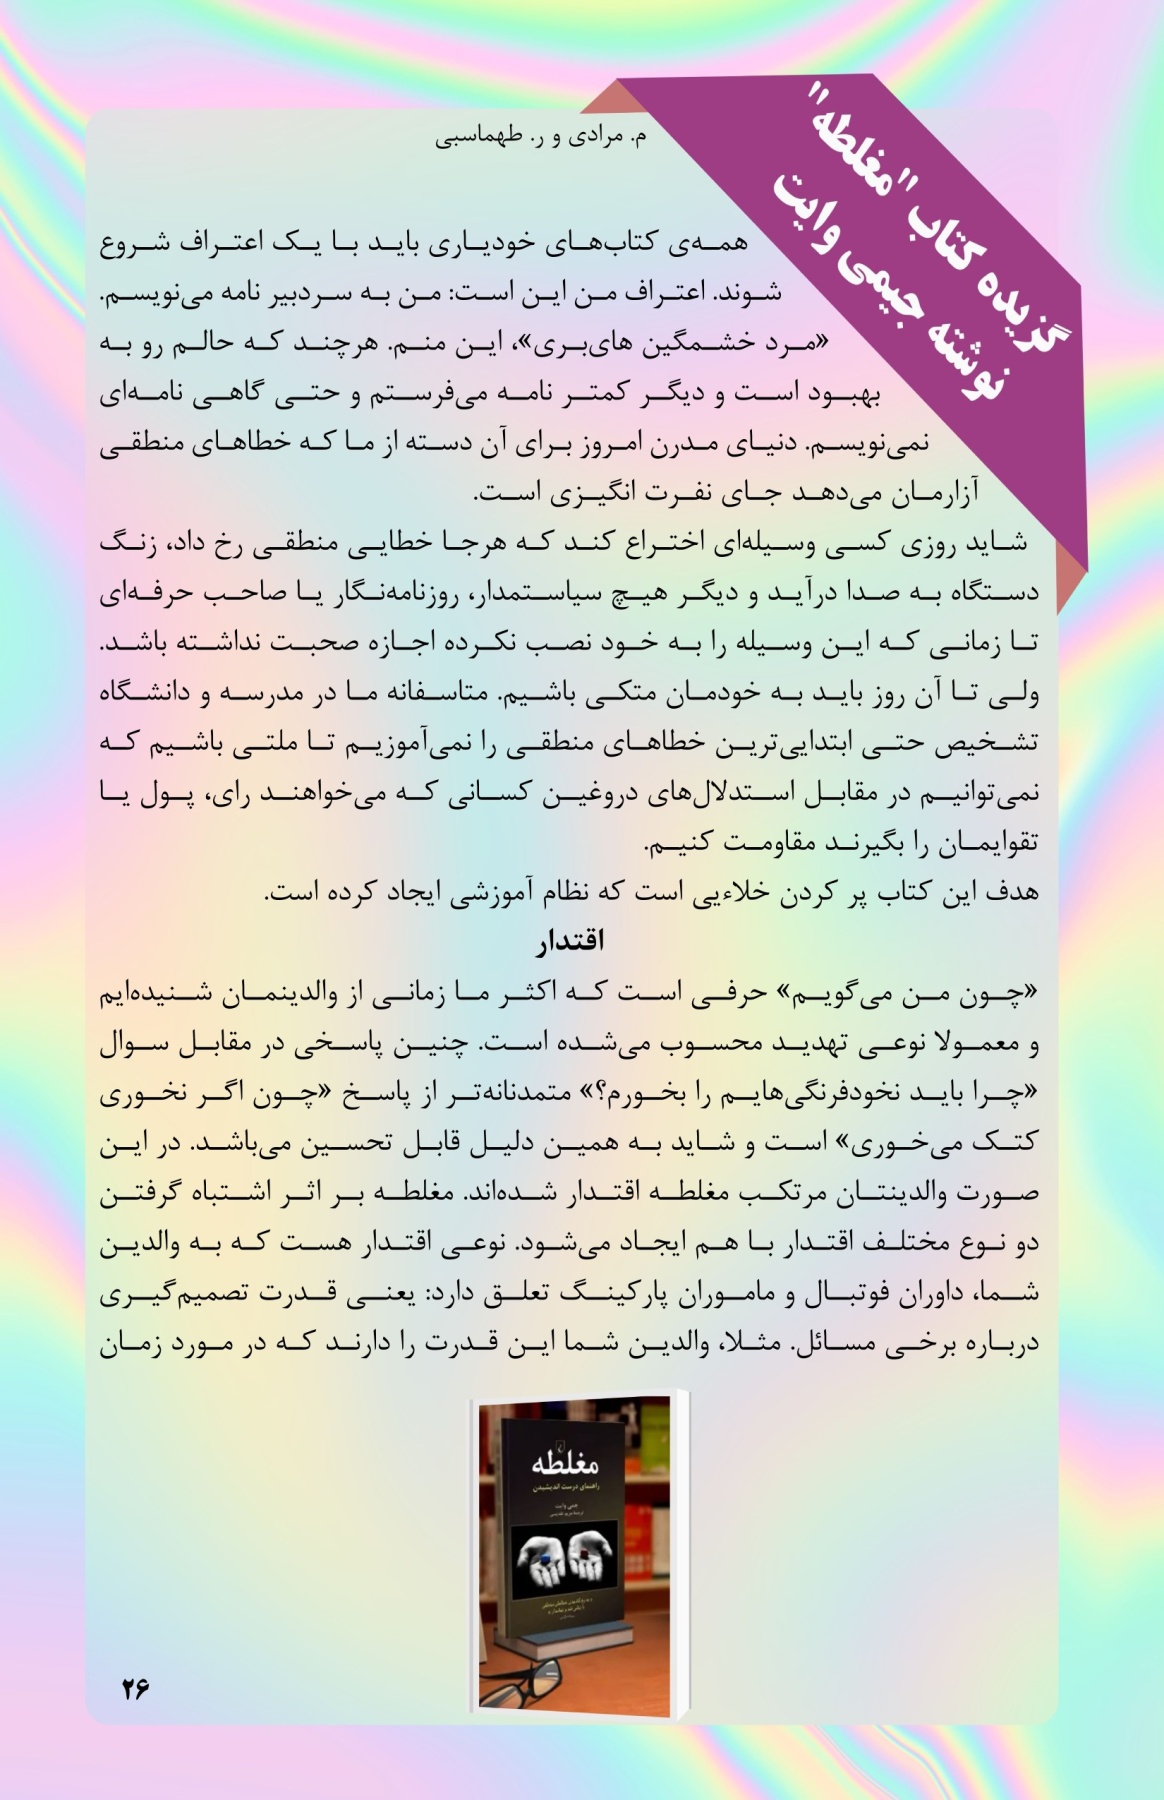 گزیده کتاب "مغلطه"
نوشته جیمی وایت
م. مرادی و ر. طهماسبی
همه‌ی کتاب‌های خودیاری باید با یک اعتراف شروع
شوند. اعتراف من این است: من به سردبیر نامه می‌نویسم.
«مرد خشمگین های‌بری»، این منم. هرچند که حالم رو به
بهبود است و دیگر کمتر نامه می‌فرستم و حتی گاهی نامه‌ای
نمی‌نویسم. دنیای مدرن امروز برای آن دسته از ما که خطاهای منطقی
آزارمان می‌دهد جای نفرت انگیزی است.
شاید روزی کسی وسیله‌ای اختراع کند که هرجا خطایی منطقی رخ داد، زنگ
دستگاه به صدا درآید و دیگر هیچ سیاستمدار، روزنامه‌نگار یا صاحب حرفه‌ای
تا زمانی که این وسیله را به خود نصب نکرده اجازه صحبت نداشته باشد.
ولی تا آن روز باید به خودمان متکی باشیم. متاسفانه ما در مدرسه و دانشگاه
تشخیص حتی ابتدایی‌ترین خطاهای منطقی را نمی‌آموزیم تا ملتی باشیم که
نمی‌توانیم در مقابل استدلال‌های دروغین کسانی که می‌خواهند رای، پول یا
تقوایمان را بگیرند مقاومت کنیم.
هدف این کتاب پر کردن خلاءیی است که نظام آموزشی ایجاد کرده است.
اقتدار
«چون من می‌گویم» حرفی است که اکثر ما زمانی از والدینمان شنیده‌ایم
و معمولا نوعی تهدید محسوب می‌شده است. چنین پاسخی در مقابل سوال
«چرا باید نخودفرنگی‌هایم را بخورم؟» متمدنانه‌تر از پاسخ «چون اگر نخوری
کتک می‌خوری» است و شاید به همین دلیل قابل تحسین می‌باشد. در این
صورت والدینتان مرتکب مغلطه اقتدار شده‌اند. مغلطه بر اثر اشتباه گرفتن
دو نوع مختلف اقتدار با هم ایجاد می‌شود. نوعی اقتدار هست که به والدین
شما، داوران فوتبال و ماموران پارکینگ تعلق دارد: یعنی قدرت تصمیم‌گیری
درباره برخی مسائل. مثلا، والدین شما این قدرت را دارند که در مورد زمان
مغلطه
راهنمای درست اندیشیدن
جمی وایت
ترجمه مریم تقدیسی
۲۶